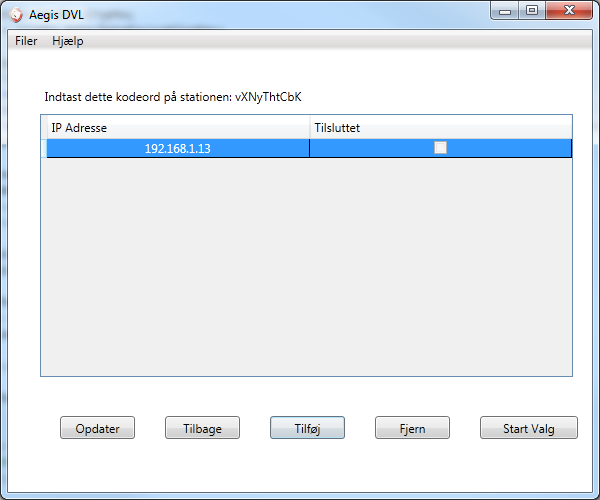 Aegis DVL
Filer Hjælp
Indtast dette kodeord på stationen: vXNyThtCbK
IP Adresse Tilsluttet
192.168.1.13
Opdater Tilbage Tilføj Fjern Start Valg